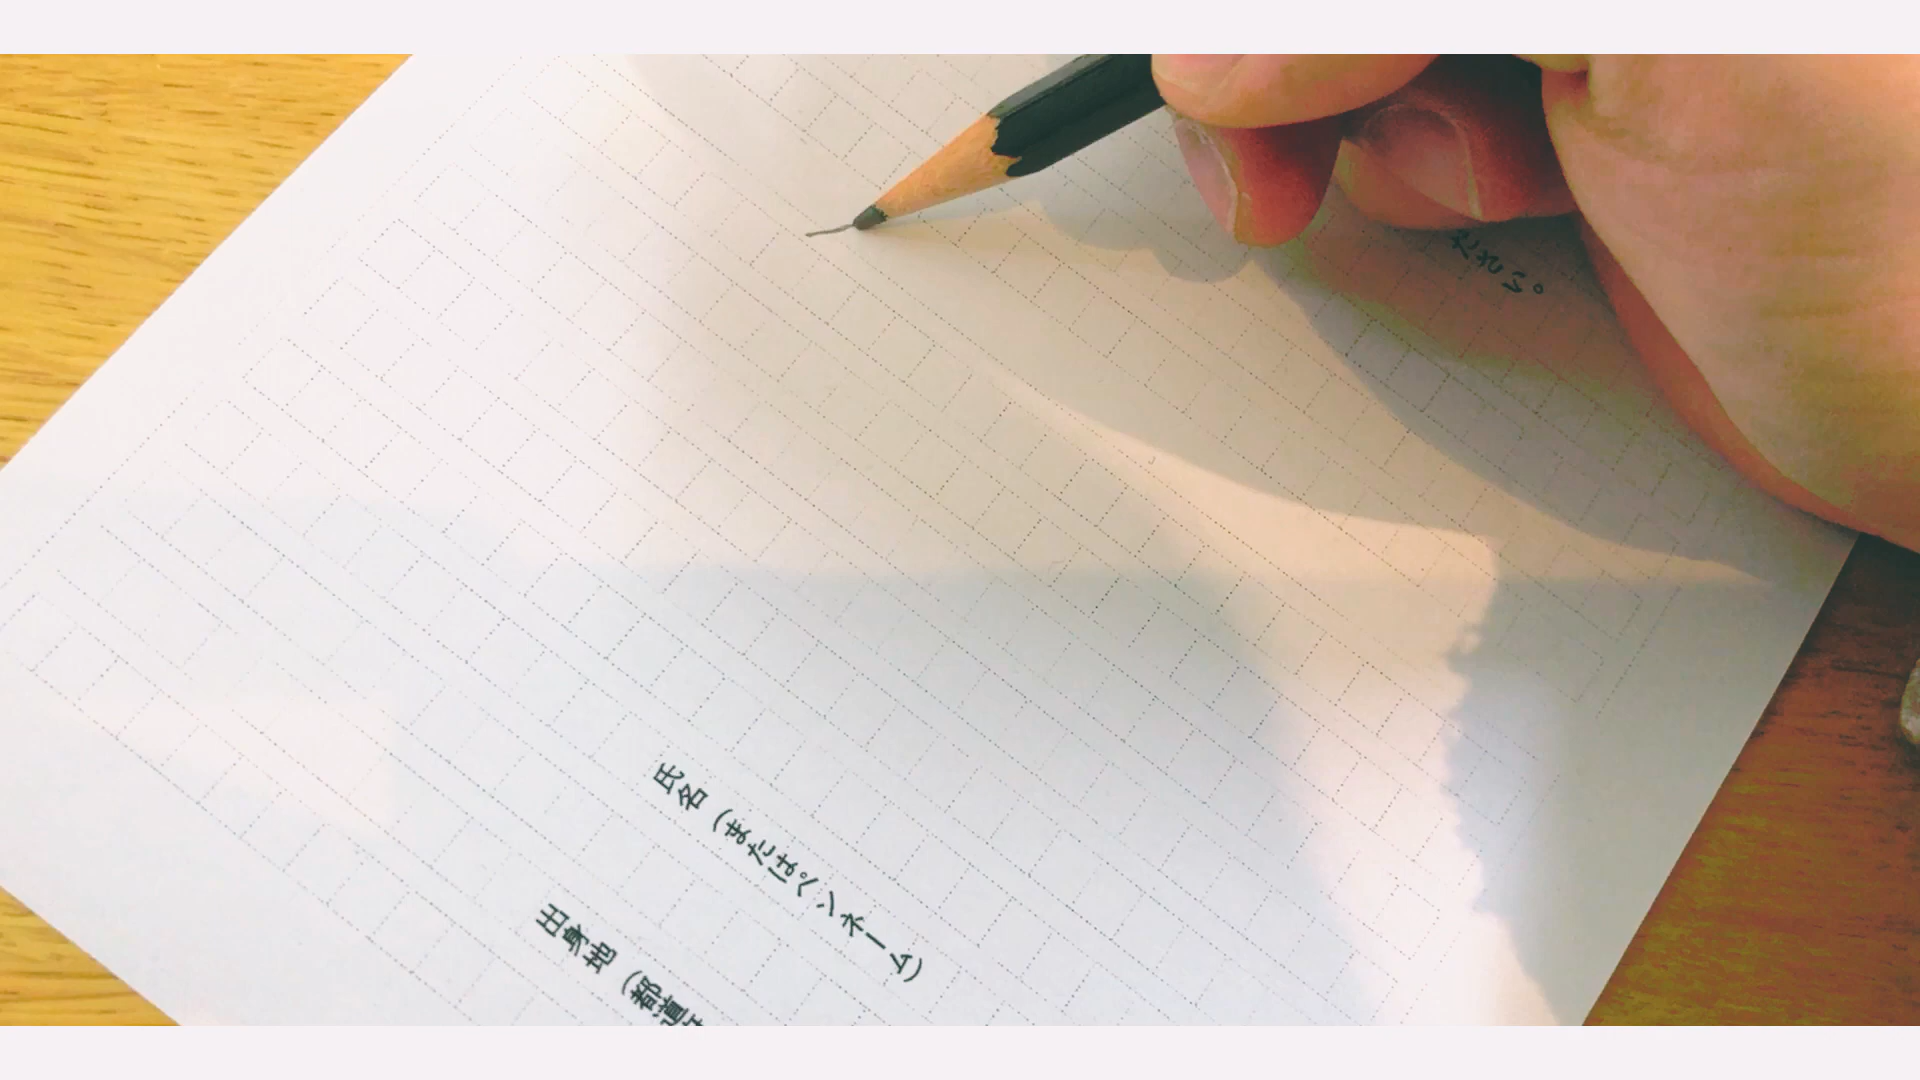 ださい。
氏名（またはペンネーム）
出身地（都道